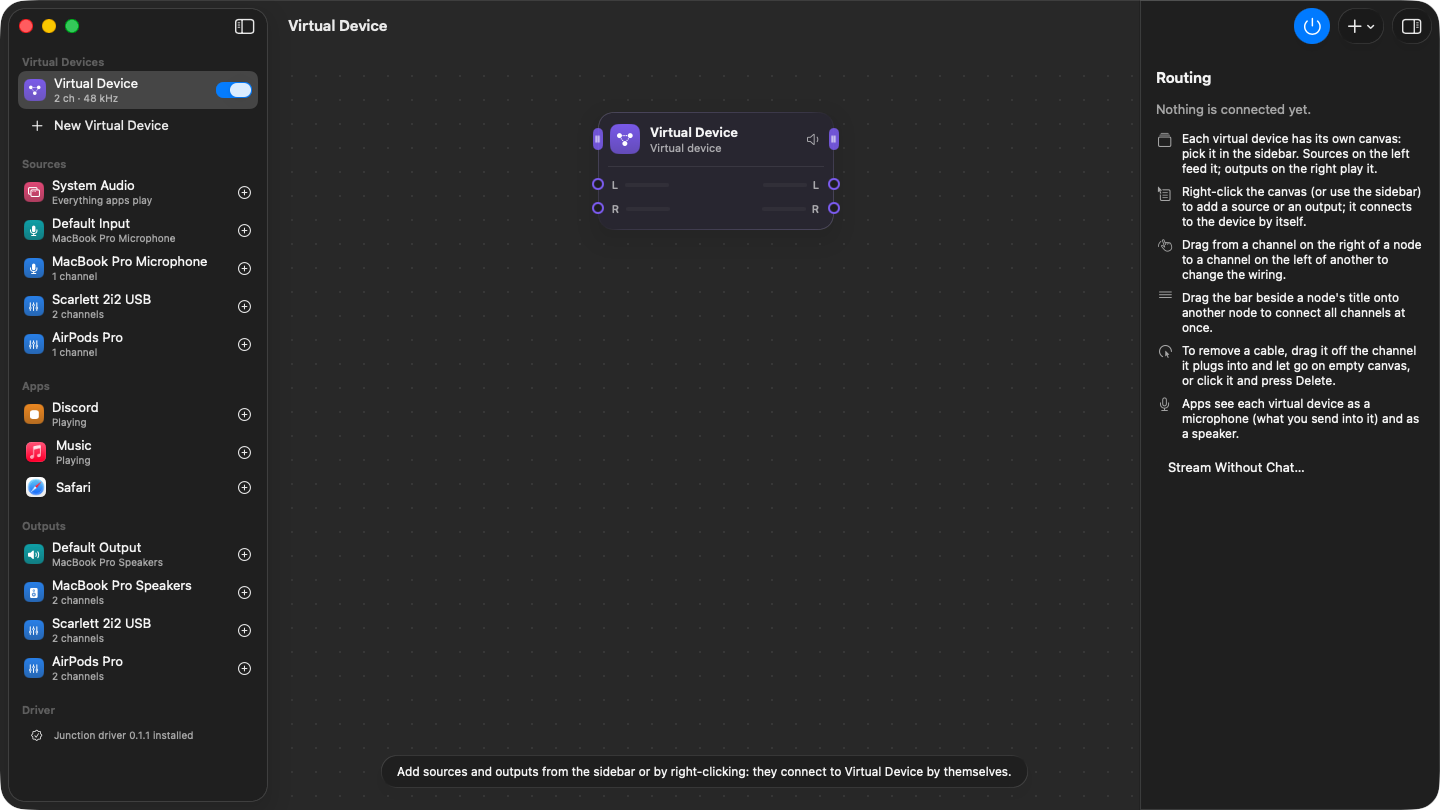 Virtual Device
Virtual Devices
Virtual Device
2 ch · 48 kHz
New Virtual Device
Sources
System Audio
Everything apps play
Default Input
MacBook Pro Microphone
MacBook Pro Microphone
1 channel
Scarlett 2i2 USB
2 channels
AirPods Pro
1 channel
Apps
Discord
Playing
Music
Playing
Safari
Outputs
Default Output
MacBook Pro Speakers
MacBook Pro Speakers
2 channels
Scarlett 2i2 USB
2 channels
AirPods Pro
2 channels
Driver
Junction driver 0.1.1 installed
Virtual Device
Virtual device
L L
R R
Add sources and outputs from the sidebar or by right-clicking: they connect to Virtual Device by themselves.
Routing
Nothing is connected yet.
Each virtual device has its own canvas:
pick it in the sidebar. Sources on the left
feed it; outputs on the right play it.
Right-click the canvas (or use the sidebar)
to add a source or an output; it connects
to the device by itself.
Drag from a channel on the right of a node
to a channel on the left of another to
change the wiring.
Drag the bar beside a node's title onto
another node to connect all channels at
once.
To remove a cable, drag it off the channel
it plugs into and let go on empty canvas,
or click it and press Delete.
Apps see each virtual device as a
microphone (what you send into it) and as
a speaker.
Stream Without Chat...